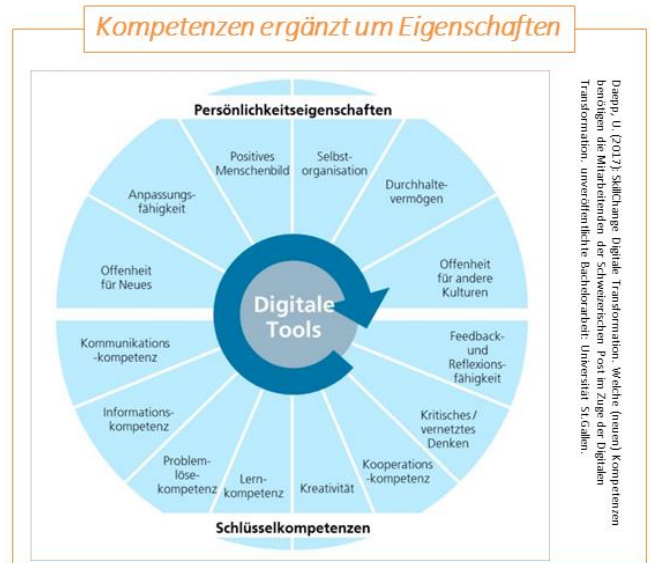 Kompetenzen ergänzt um Eigenschaften
Persönlichkeitseigenschaften
Positives
Menschenbild
Selbst-
organisation
Anpassungs-
fähigkeit
Durchhalte-
vermögen
Offenheit
für Neues
Offenheit
für andere
Kulturen
Digitale
Tools
Kommunikations
-kompetenz
Feedback-
und
Reflexions-
fähigkeit
Informations-
kompetenz
Kritisches/
vernetztes
Denken
Problem-
löse-
kompetenz
Lern-
kompetenz
Kreativität
Kooperations
-kompetenz
Schlüsselkompetenzen
Daepp, U. (2017): SkillChange Digitale Transformation. Welche (neuen) Kompetenzen
benötigen die Mitarbeitenden der Schweizerischen Post im Zuge der Digitalen
Transformation. unveröffentlichte Bachelorarbeit: Universität St.Gallen.